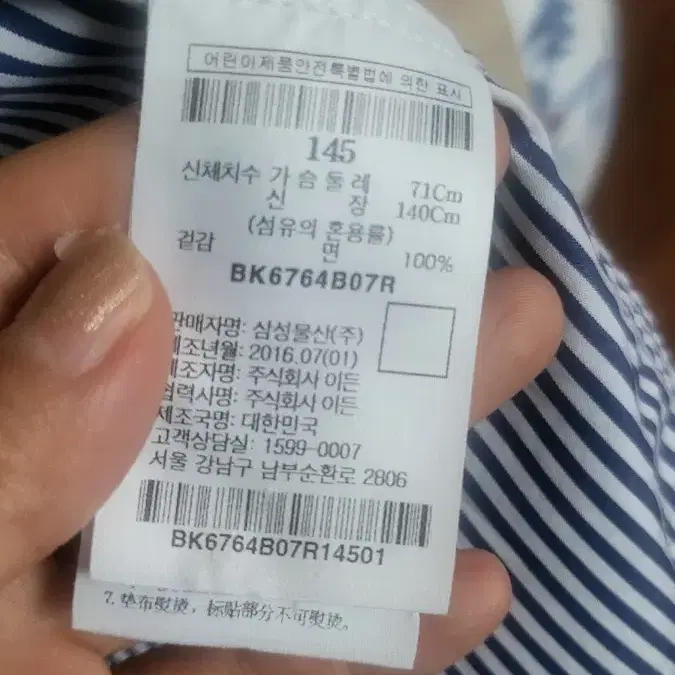 어린이제품안전특별법에 의한 표시
145
신체치수 가 슴 둘 레 71Cm
신 장 140Cm
(섬유의 혼용률)
겉감 면 100%
BK6764B07R
판매자명: 삼성물산(주)
제조년월: 2016.07(01)
제조자명: 주식회사 이든
협력사명: 주식회사 이든
제조국명: 대한민국
고객상담실: 1599-0007
서울 강남구 남부순환로 2806
BK6764B07R14501
7. 垫布熨烫，标贴部分不可熨烫。